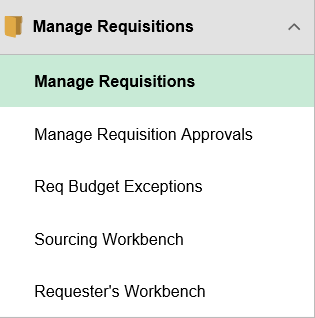 Manage Requisitions
Manage Requisitions
Manage Requisition Approvals
Req Budget Exceptions
Sourcing Workbench
Requester's Workbench